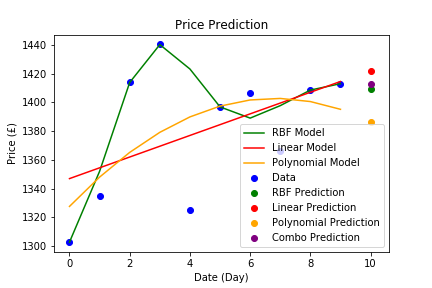 Price Prediction
1440
1420
1400
1380
1360
1340
1320
1300
Price (£)
0
2
4
6
8
10
Date (Day)
RBF Model
Linear Model
Polynomial Model
Data
RBF Prediction
Linear Prediction
Polynomial Prediction
Combo Prediction